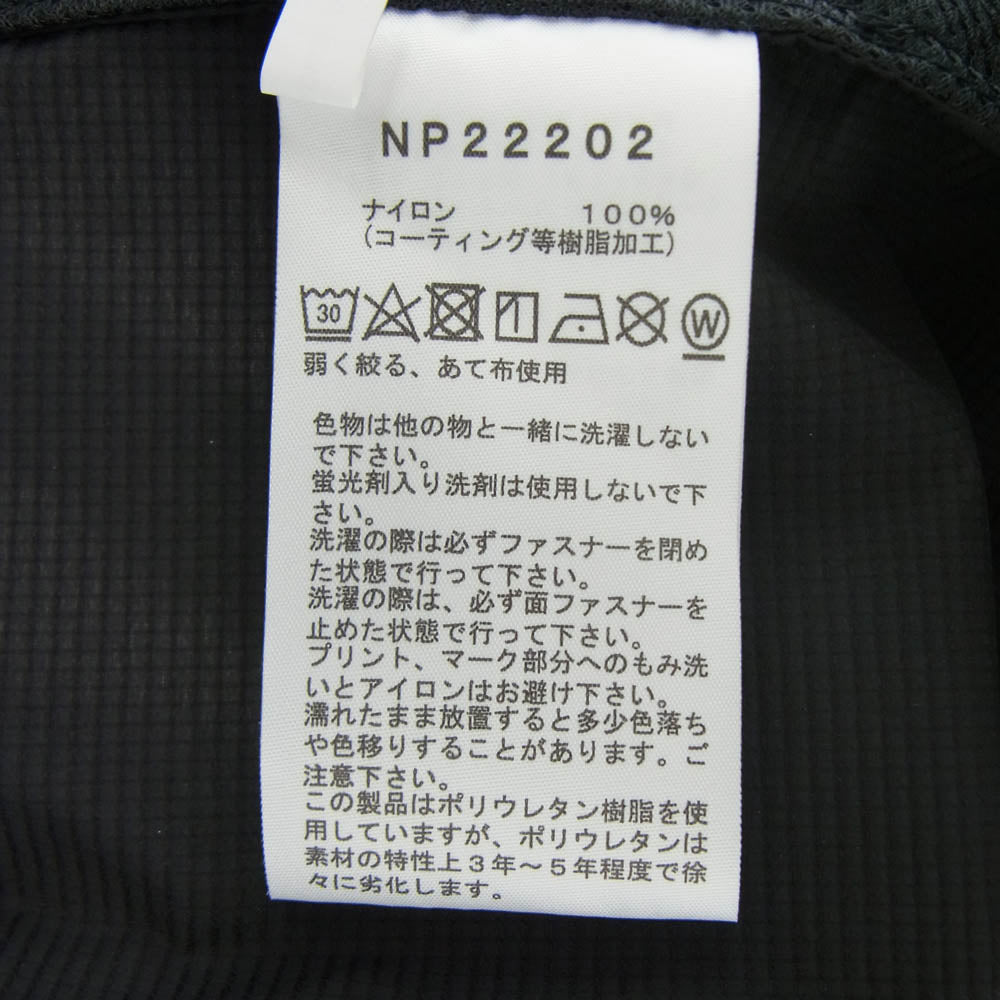 NP22202
ナイロン 100%
(コーティング等樹脂加工)
30 W
弱く絞る、あて布使用
色物は他の物と一緒に洗濯しない
で下さい。
蛍光剤入り洗剤は使用しないで下
さい。
洗濯の際は必ずファスナーを閉め
た状態で行って下さい。
洗濯の際は、必ず面ファスナーを
止めた状態で行って下さい。
プリント、マーク部分へのもみ洗
いとアイロンはお避け下さい。
濡れたまま放置すると多少色落ち
や色移りすることがあります。ご
注意下さい。
この製品はポリウレタン樹脂を使
用していますが、ポリウレタンは
素材の特性上3年～5年程度で徐
々に劣化します。